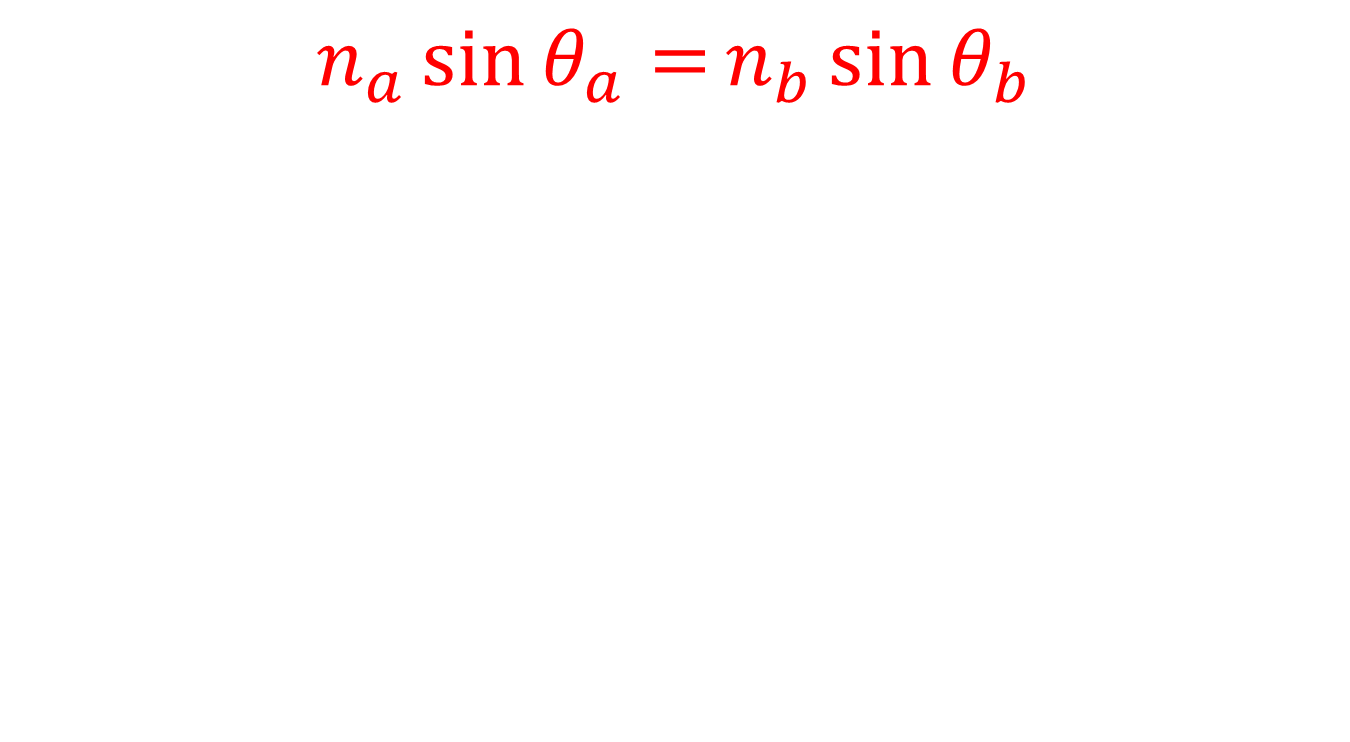 n_a sin θ_a = n_b sin θ_b